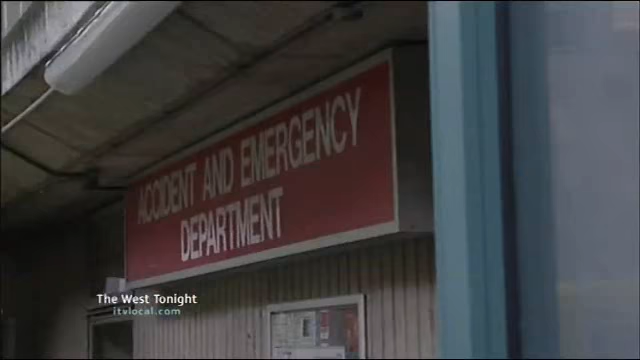 ACCIDENT AND EMERGENCY
DEPARTMENT
The West Tonight
itvlocal.com